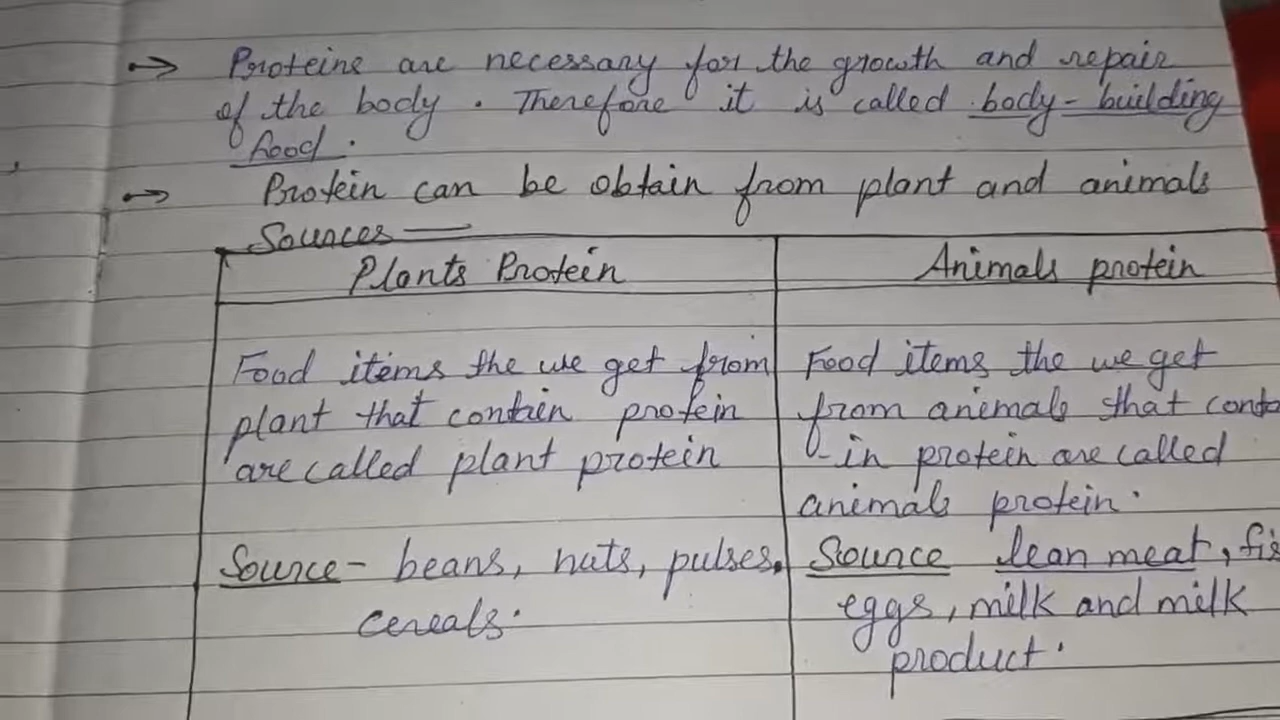 → Proteins are necessary for the growth and repair
of the body. Therefore it is called body-building
food.
→ Protein can be obtain from plant and animals
Sources—
Plants Protein
Food items the we get from
plant that contain protein
are called plant protein
Source- beans, nuts, pulses,
cereals.
Animals protein
Food items the we get
from animals that conta
-in protein are called
animals protein.
Source lean meat, fis
eggs, milk and milk
product.